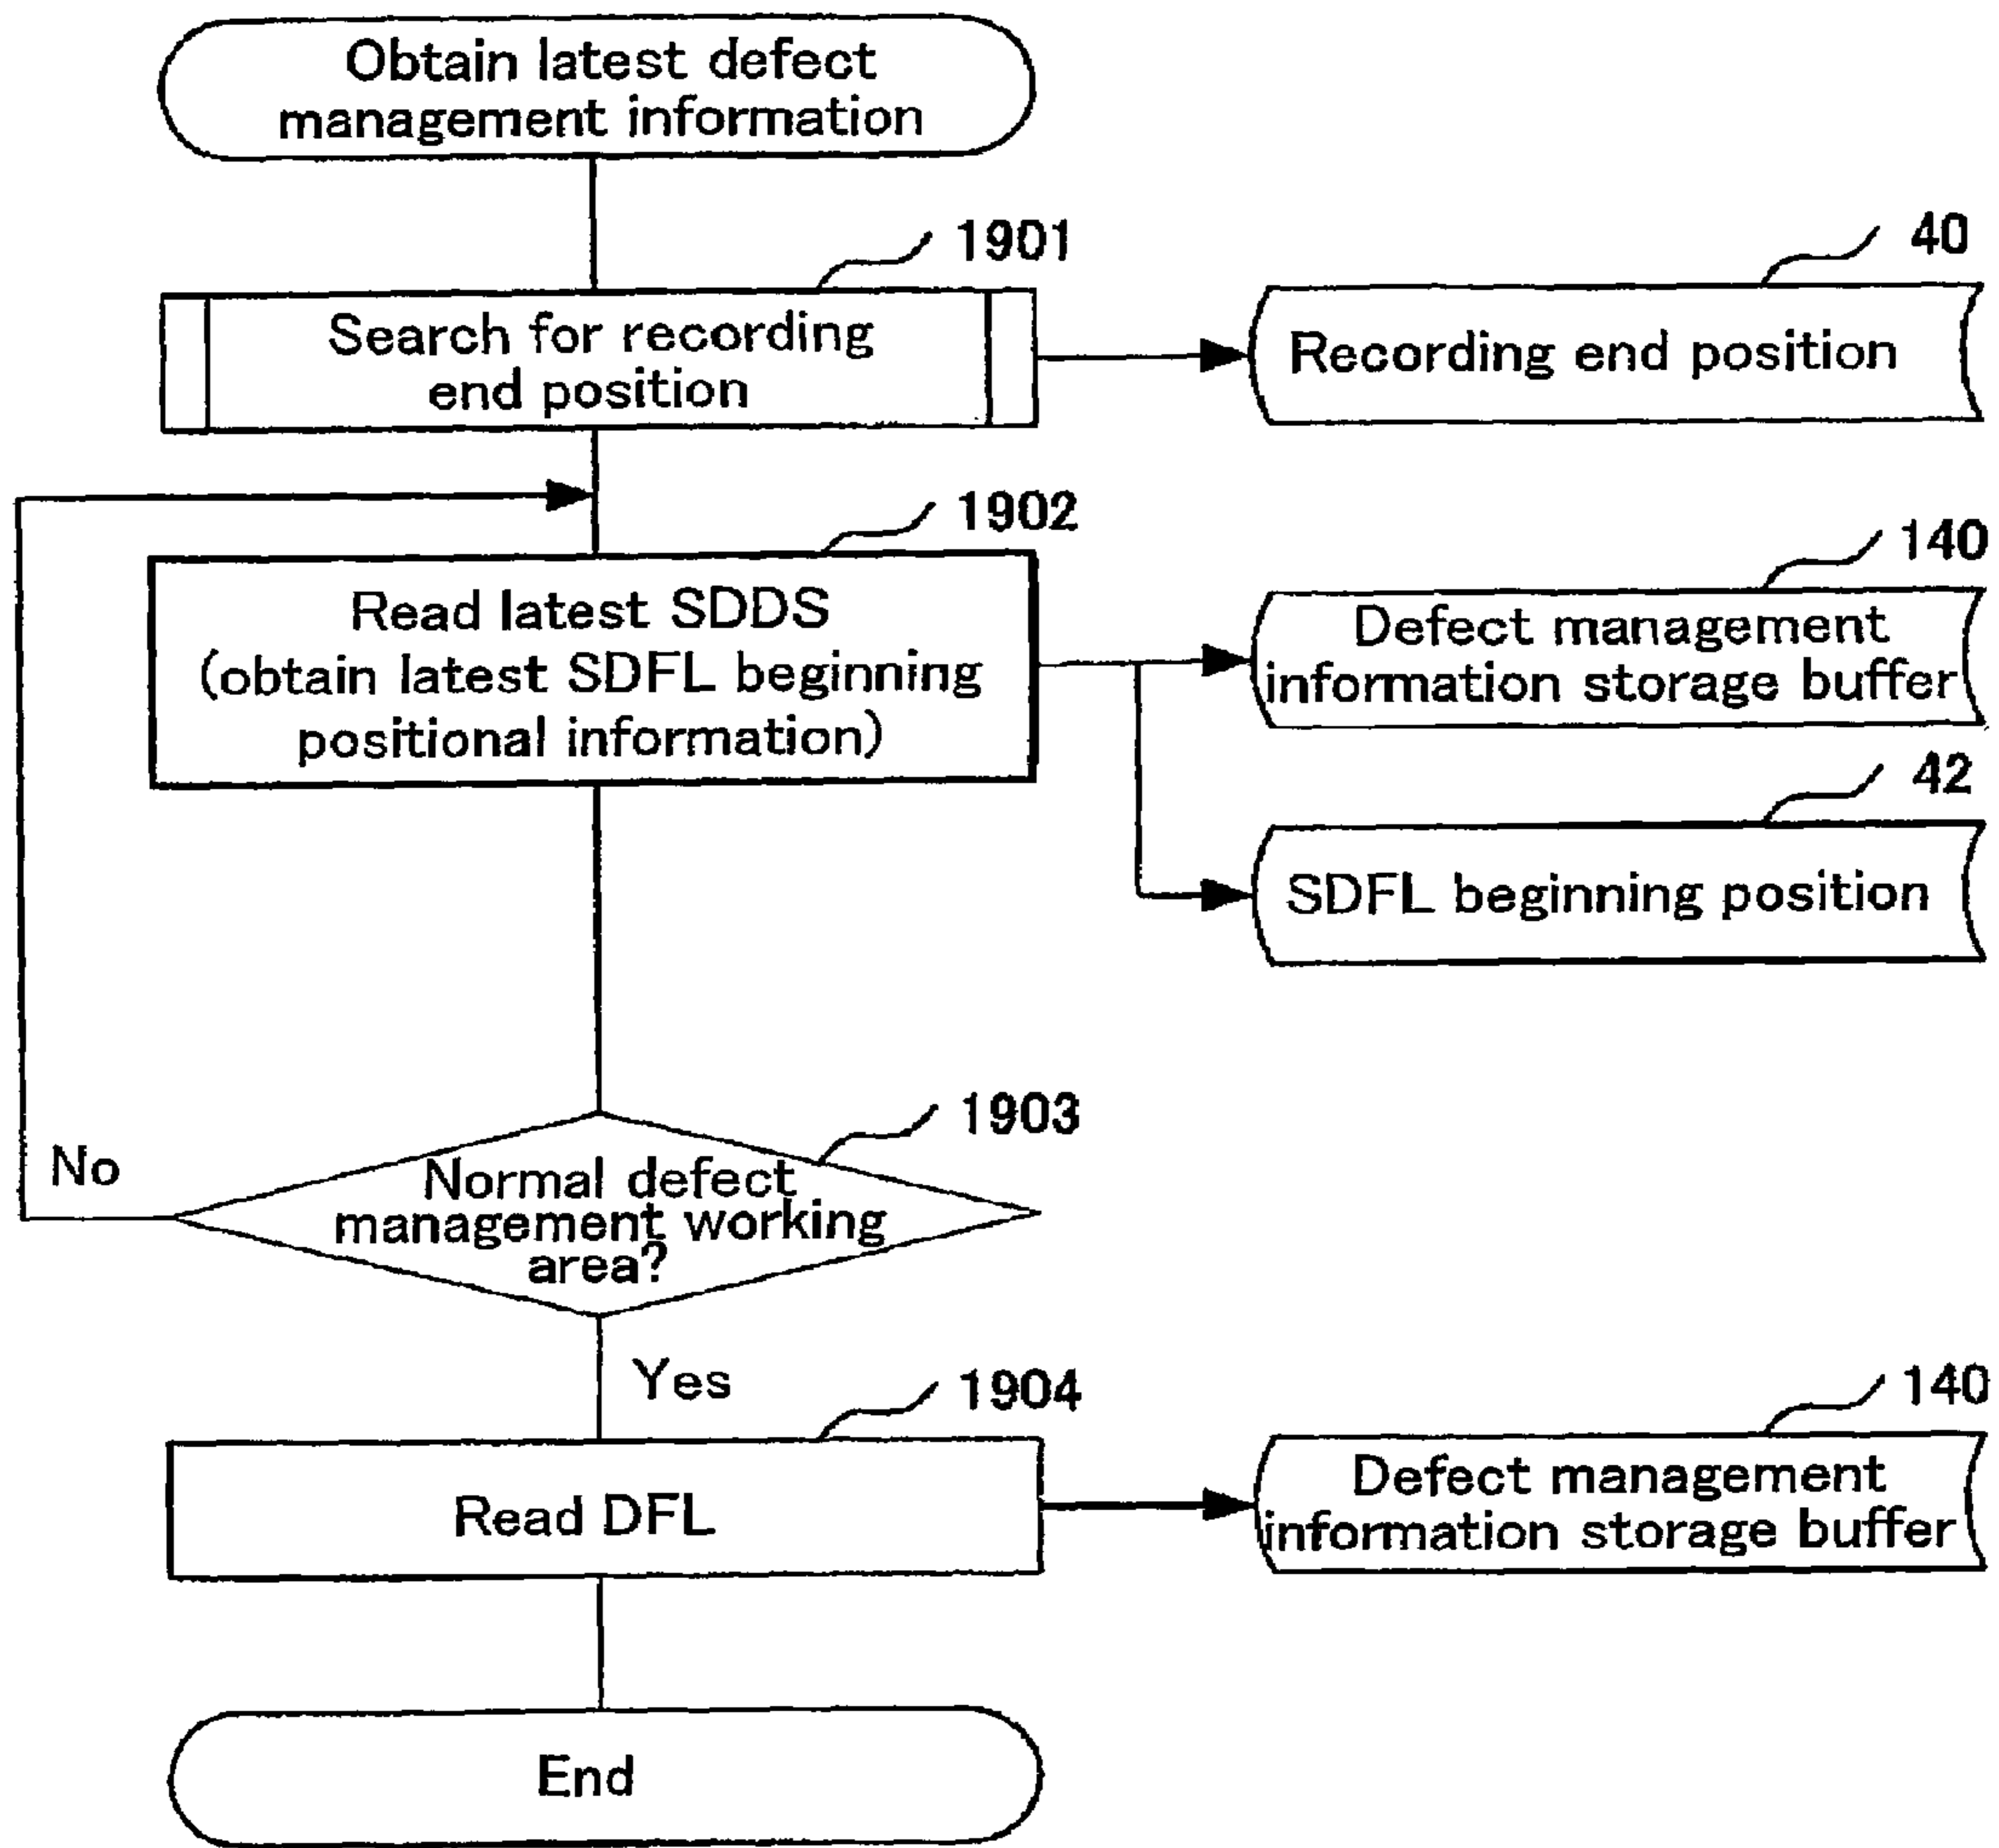 Obtain latest defect
management information
1901
40
Search for recording
end position
Recording end position
1902
140
Read latest SDDS
(obtain latest SDFL beginning
positional information)
Defect management
information storage buffer
42
SDFL beginning position
1903
No
Normal defect
management working
area?
Yes
1904
140
Read DFL
Defect management
information storage buffer
End